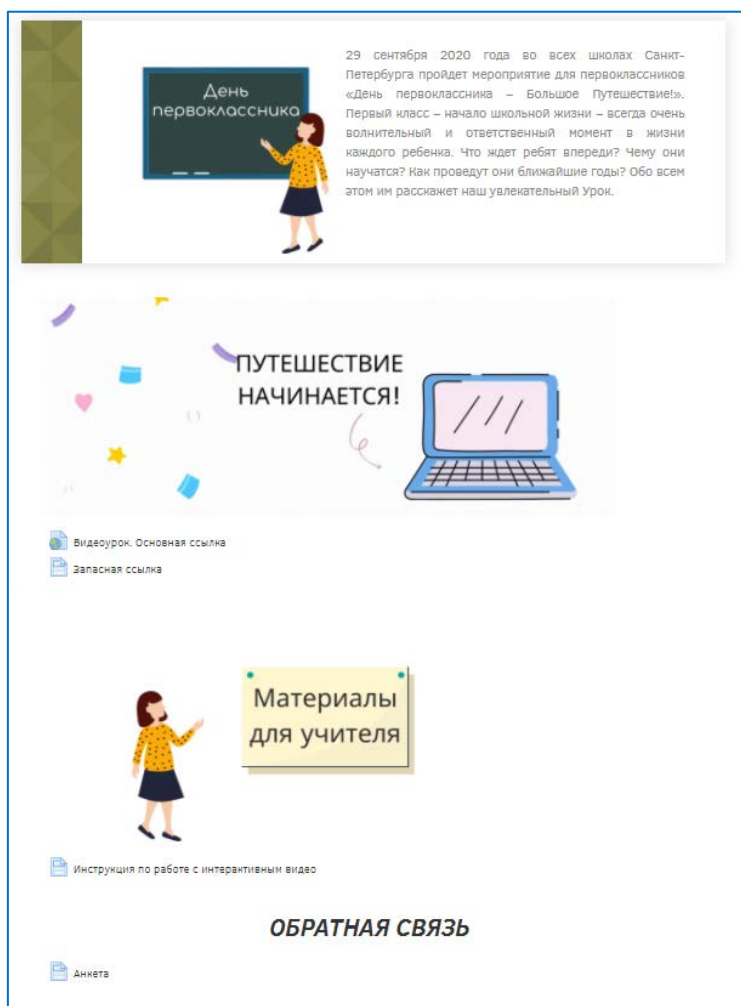 День
первоклассника
29 сентября 2020 года во всех школах Санкт-
Петербурга пройдет мероприятие для первоклассников
«День первоклассника – Большое Путешествие!».
Первый класс – начало школьной жизни – всегда очень
волнительный и ответственный момент в жизни
каждого ребенка. Что ждет ребят впереди? Чему они
научатся? Как проведут они ближайшие годы? Обо всем
этом им расскажет наш увлекательный Урок.
ПУТЕШЕСТВИЕ
НАЧИНАЕТСЯ!
Видеоурок. Основная ссылка
Запасная ссылка
Материалы
для учителя
Инструкция по работе с интерактивным видео
ОБРАТНАЯ СВЯЗЬ
Анкета